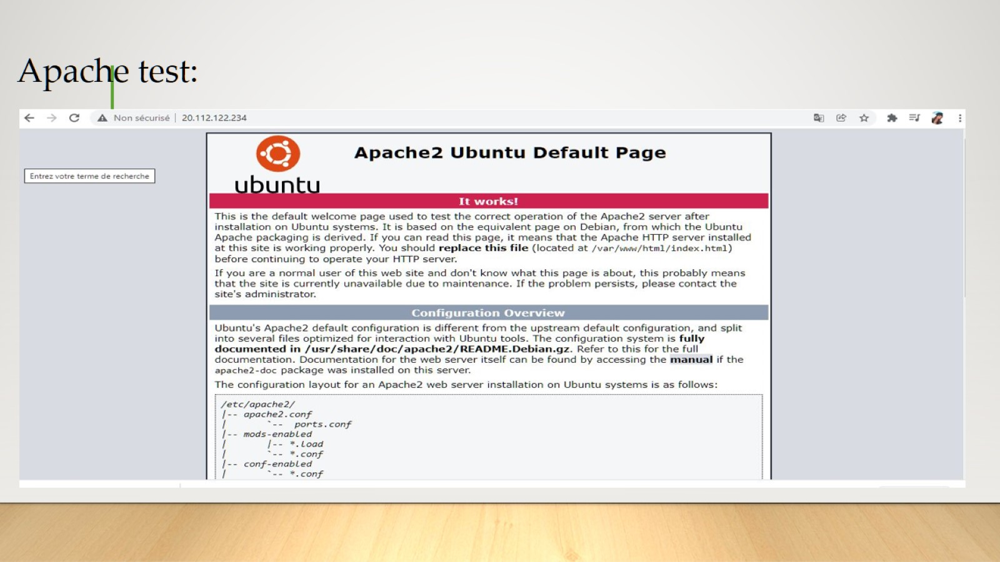 Apache test:
Non sécurisé | 20.112.122.234
Entrez votre terme de recherche
ubuntu
Apache2 Ubuntu Default Page
It works!
This is the default welcome page used to test the correct operation of the Apache2 server after
installation on Ubuntu systems. It is based on the equivalent page on Debian, from which the Ubuntu
Apache packaging is derived. If you can read this page, it means that the Apache HTTP server installed
at this site is working properly. You should replace this file (located at /var/www/html/index.html)
before continuing to operate your HTTP server.
If you are a normal user of this web site and don't know what this page is about, this probably means
that the site is currently unavailable due to maintenance. If the problem persists, please contact the
site's administrator.
Configuration Overview
Ubuntu's Apache2 default configuration is different from the upstream default configuration, and split
into several files optimized for interaction with Ubuntu tools. The configuration system is fully
documented in /usr/share/doc/apache2/README.Debian.gz. Refer to this for the full
documentation. Documentation for the web server itself can be found by accessing the manual if the
apache2-doc package was installed on this server.
The configuration layout for an Apache2 web server installation on Ubuntu systems is as follows:
/etc/apache2/
|-- apache2.conf
|       `--  ports.conf
|-- mods-enabled
|       |-- *.load
|       `-- *.conf
|-- conf-enabled
|       `-- *.conf